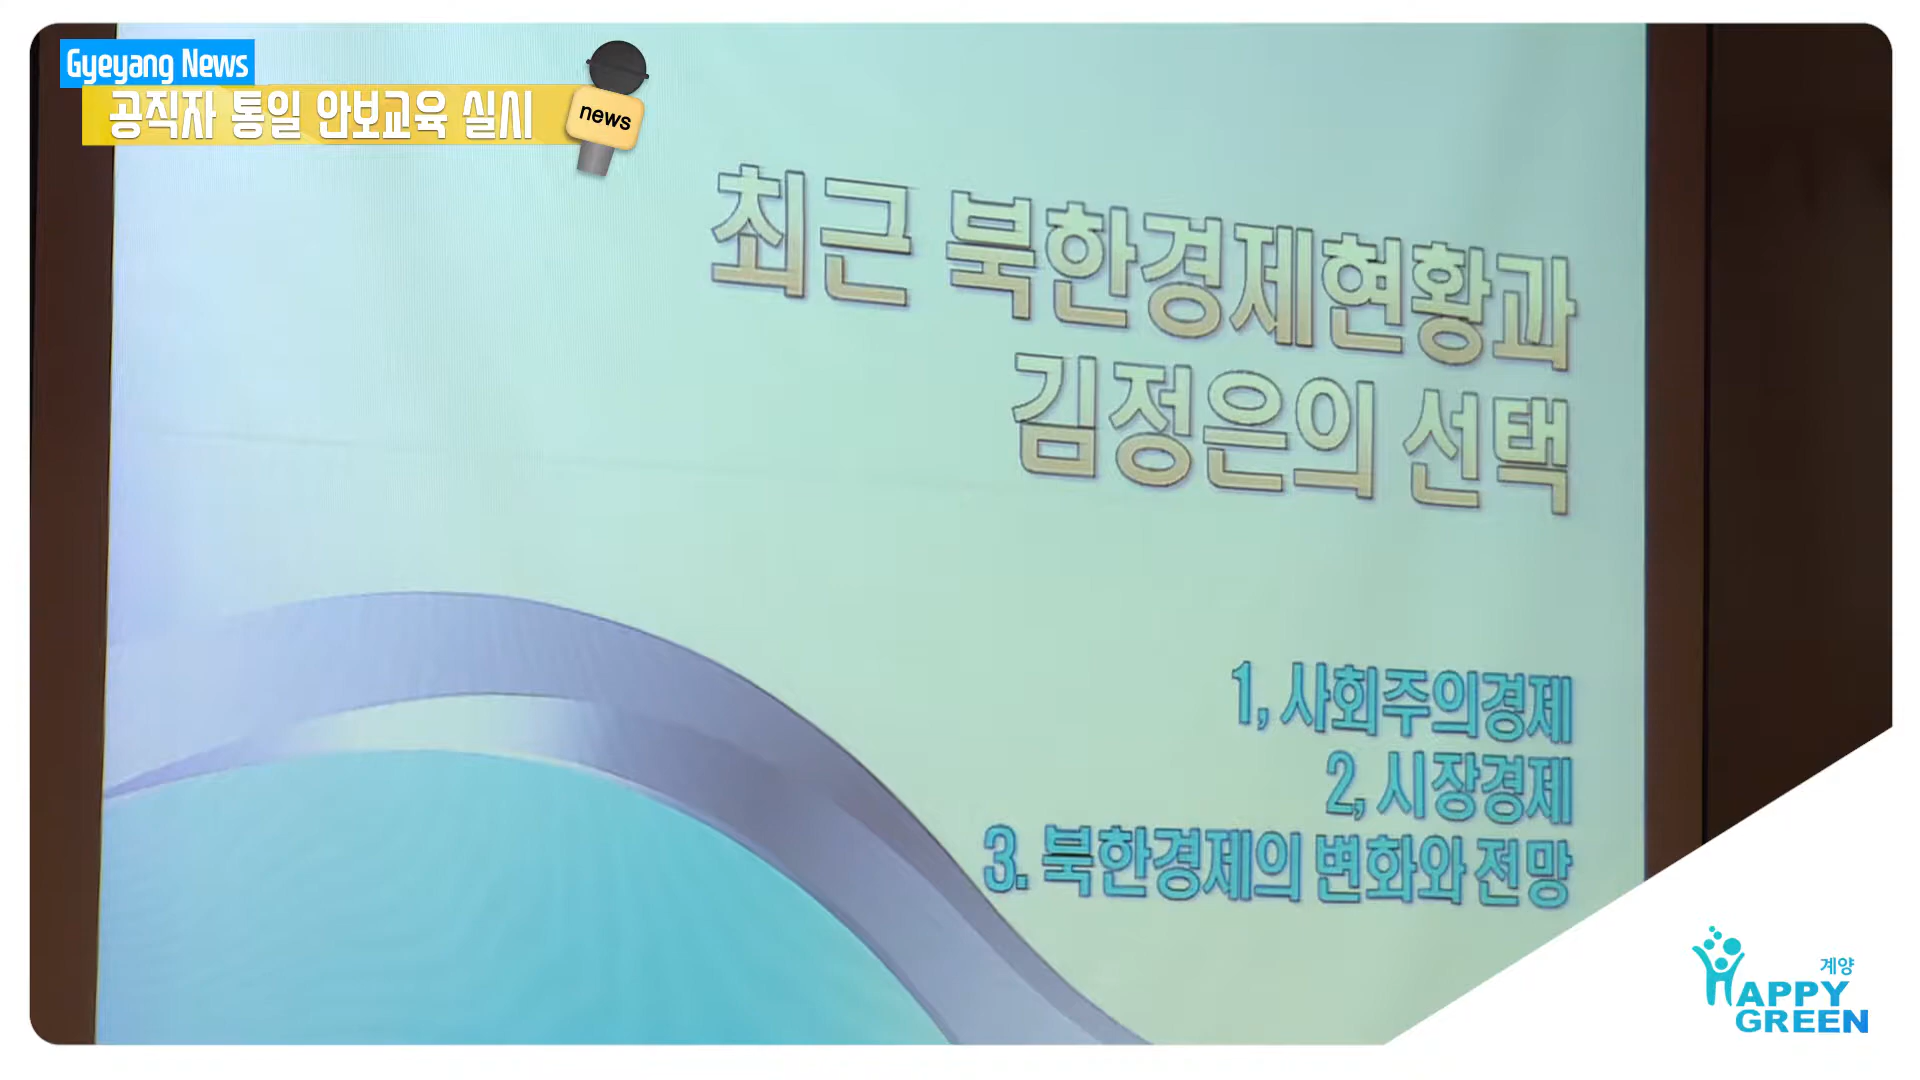 Gyeyang News
공직자 통일 안보교육 실시
news
최근 북한경제현황과
김정은의 선택
1, 사회주의경제
2, 시장경제
3. 북한경제의 변화와 전망
계양
HAPPY
GREEN